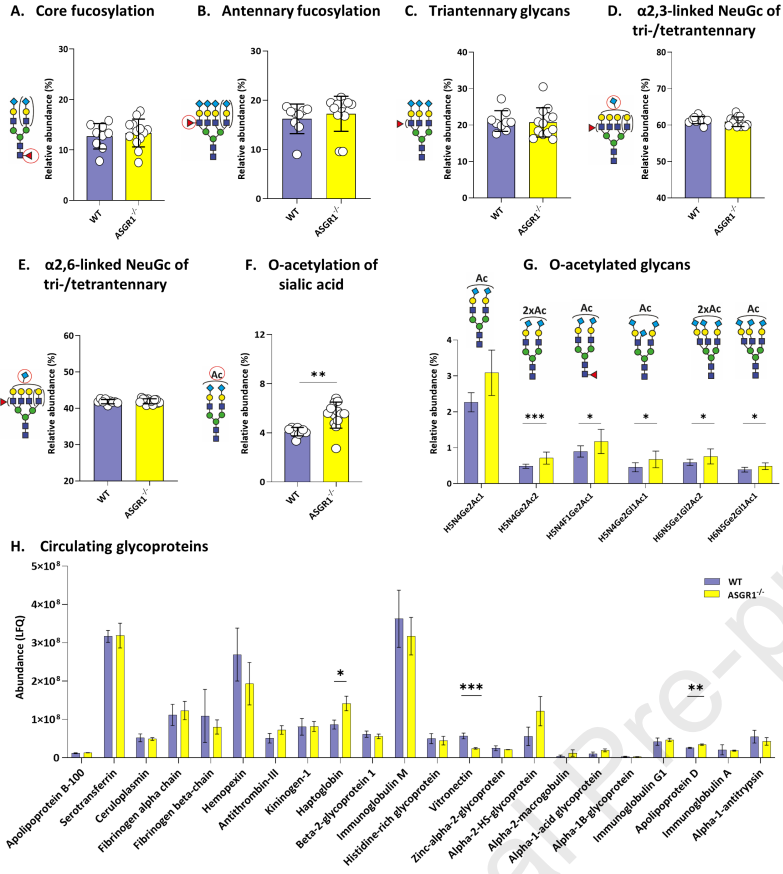 A. Core fucosylation
Relative abundance (%)
30
20
10
0
WT
ASGR1-/-
B. Antennary fucosylation
Relative abundance (%)
30
20
10
0
WT
ASGR1-/-
C. Triantennary glycans
Relative abundance (%)
40
30
20
10
0
WT
ASGR1-/-
D. α2,3-linked NeuGc of
tri-/tetrantennary
Relative abundance (%)
80
70
60
50
40
WT
ASGR1-/-
E. α2,6-linked NeuGc of
tri-/tetrantennary
Relative abundance (%)
60
50
40
30
20
WT
ASGR1-/-
F. O-acetylation of
sialic acid
Ac
Relative abundance (%)
12
8
4
0
**
WT
ASGR1-/-
G. O-acetylated glycans
Ac
2xAc
Ac
Ac
2xAc
Ac
Relative abundance (%)
4
3
2
1
0
***
*
*
*
*
H5N4Ge2Ac1
H5N4Ge2Ac2
H5N4F1Ge2Ac1
H5N4Ge2Gl1Ac1
H6N5Ge1Gl2Ac2
H6N5Ge2Gl1Ac1
H. Circulating glycoproteins
Abundance (LFQ)
5×10⁸
4×10⁸
3×10⁸
2×10⁸
1×10⁸
0
WT
ASGR1-/-
*
***
**
Apolipoprotein B-100
Serotransferrin
Ceruloplasmin
Fibrinogen alpha chain
Fibrinogen beta-chain
Hemopexin
Antithrombin-III
Kininogen-1
Haptoglobin
Beta-2-glycoprotein 1
Immunoglobulin M
Histidine-rich glycoprotein
Vitronectin
Zinc-alpha-2-glycoprotein
Alpha-2-HS-glycoprotein
Alpha-2-macrogobulin
Alpha-1-acid glycoprotein
Alpha-1B-glycoprotein
Immunoglobulin G1
Apolipoprotein D
Immunoglobulin A
Alpha-1-antitrypsin